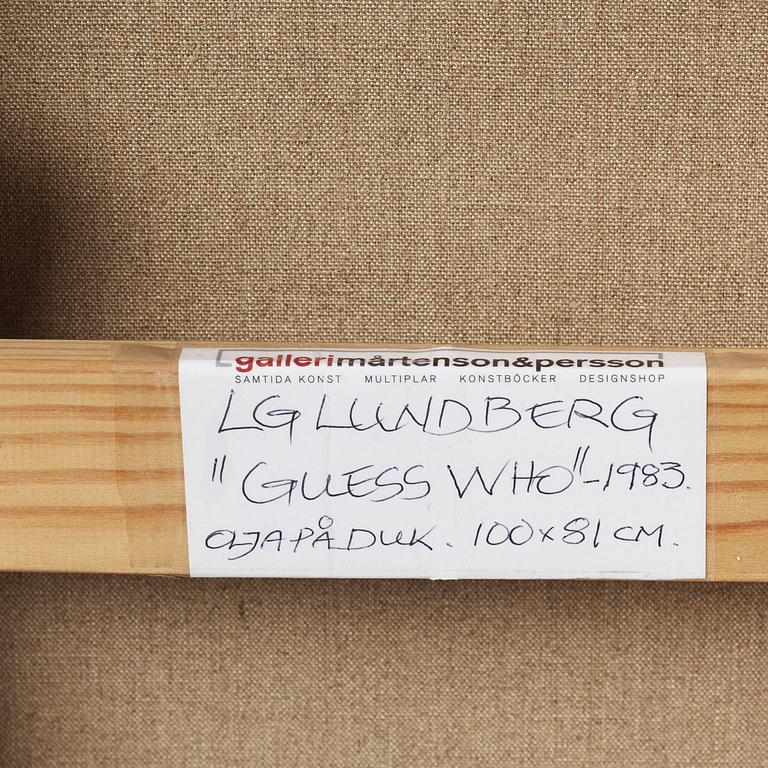 gallerimårtenson&persson
SAMTIDA KONST MULTIPLAR KONSTBÖCKER DESIGNSHOP
LG LUNDBERG
"GUESS WHO"-1983.
OLJA PÅ DUK. 100x81 CM.